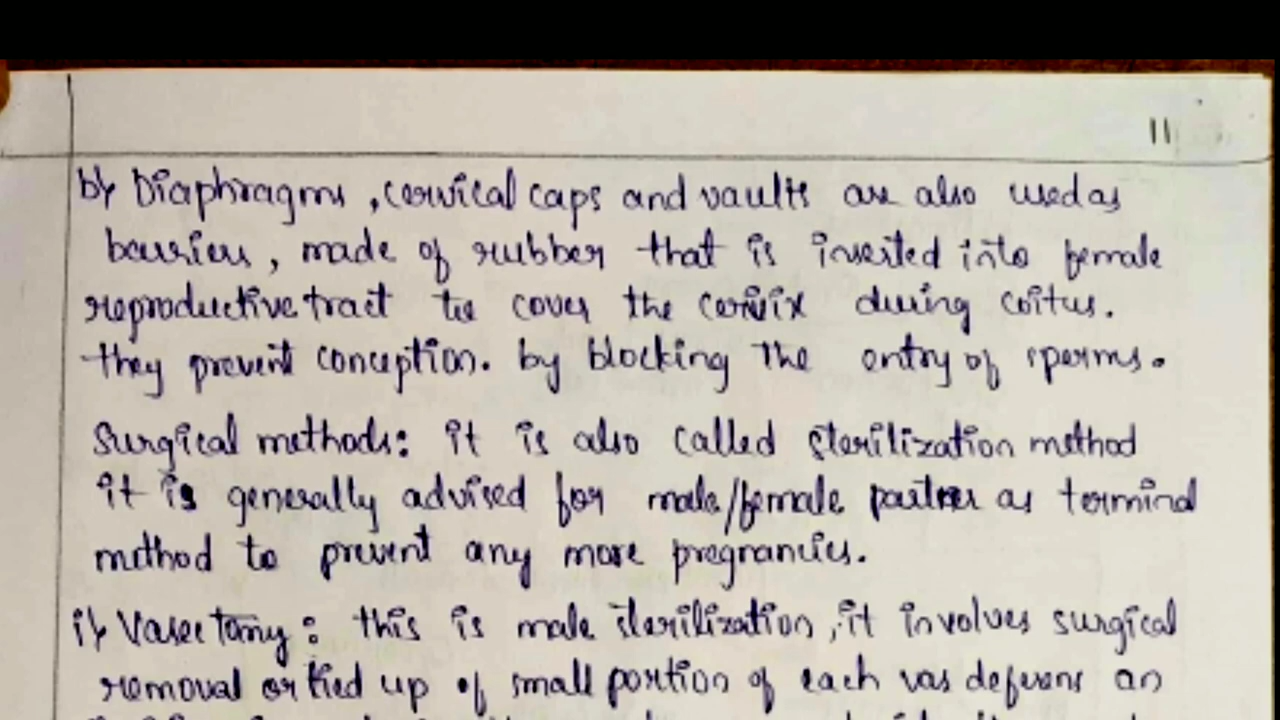 11
b) Diaphragms, cervical caps and vaults are also used as
barriers, made of rubber that is inserted into female
reproductive tract to cover the cervix during coitus.
they prevent conception. by blocking the entry of sperms.
Surgical methods: it is also called sterilization method
it is generally advised for male/female partner as termind
method to prevent any more pregnancies.
i) Vasectomy: this is male sterilization, it involves surgical
removal or tied up of small portion of each vas deferens an